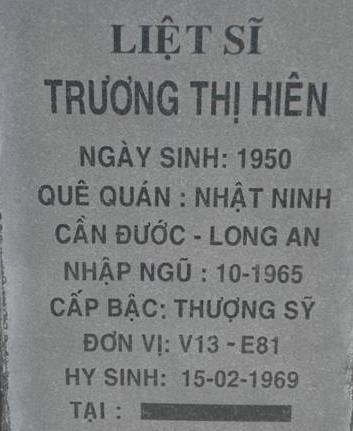 LIỆT SĨ
TRƯƠNG THỊ HIÊN
NGÀY SINH: 1950
QUÊ QUÁN : NHẬT NINH
CẦN ĐƯỚC - LONG AN
NHẬP NGŨ : 10-1965
CẤP BẬC: THƯỢNG SỸ
ĐƠN VỊ: V13 - E81
HY SINH: 15-02-1969
TẠI :